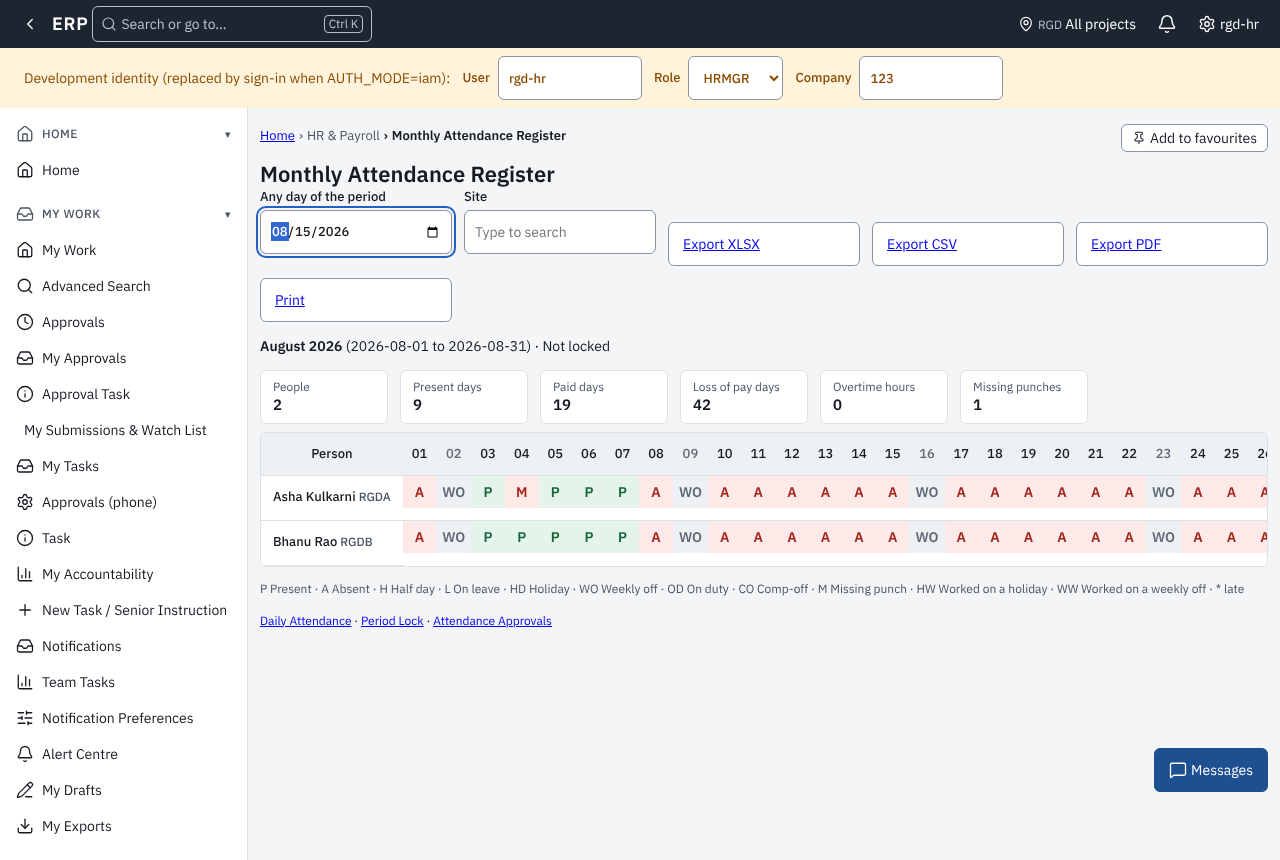 ERP Search or go to... Ctrl K RGD All projects rgd-hr
Development identity (replaced by sign-in when AUTH_MODE=iam): User rgd-hr Role HRMGR Company 123
HOME
Home
MY WORK
My Work
Advanced Search
Approvals
My Approvals
Approval Task
My Submissions & Watch List
My Tasks
Approvals (phone)
Task
My Accountability
New Task / Senior Instruction
Notifications
Team Tasks
Notification Preferences
Alert Centre
My Drafts
My Exports
Home › HR & Payroll › Monthly Attendance Register
Add to favourites
Monthly Attendance Register
Any day of the period Site
08/15/2026 Type to search Export XLSX Export CSV Export PDF
Print
August 2026 (2026-08-01 to 2026-08-31) · Not locked
People Present days Paid days Loss of pay days Overtime hours Missing punches
2 9 19 42 0 1
Person 01 02 03 04 05 06 07 08 09 10 11 12 13 14 15 16 17 18 19 20 21 22 23 24 25 26
Asha Kulkarni RGDA A WO P M P P P A WO A A A A A A WO A A A A A A WO A A A
Bhanu Rao RGDB A WO P P P P P A WO A A A A A A WO A A A A A A WO A A A
P Present · A Absent · H Half day · L On leave · HD Holiday · WO Weekly off · OD On duty · CO Comp-off · M Missing punch · HW Worked on a holiday · WW Worked on a weekly off · * late
Daily Attendance · Period Lock · Attendance Approvals
Messages